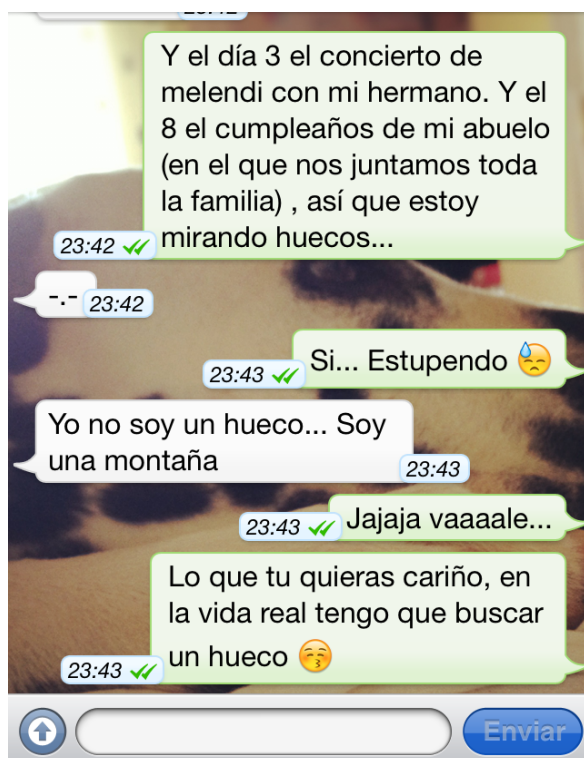 23:42
Y el día 3 el concierto de
melendi con mi hermano. Y el
8 el cumpleaños de mi abuelo
(en el que nos juntamos toda
la familia) , así que estoy
mirando huecos...
23:42
-.-
23:42
Si... Estupendo 😓
23:43
Yo no soy un hueco... Soy
una montaña
23:43
Jajaja vaaaale...
23:43
Lo que tu quieras cariño, en
la vida real tengo que buscar
un hueco 😚
23:43
Enviar